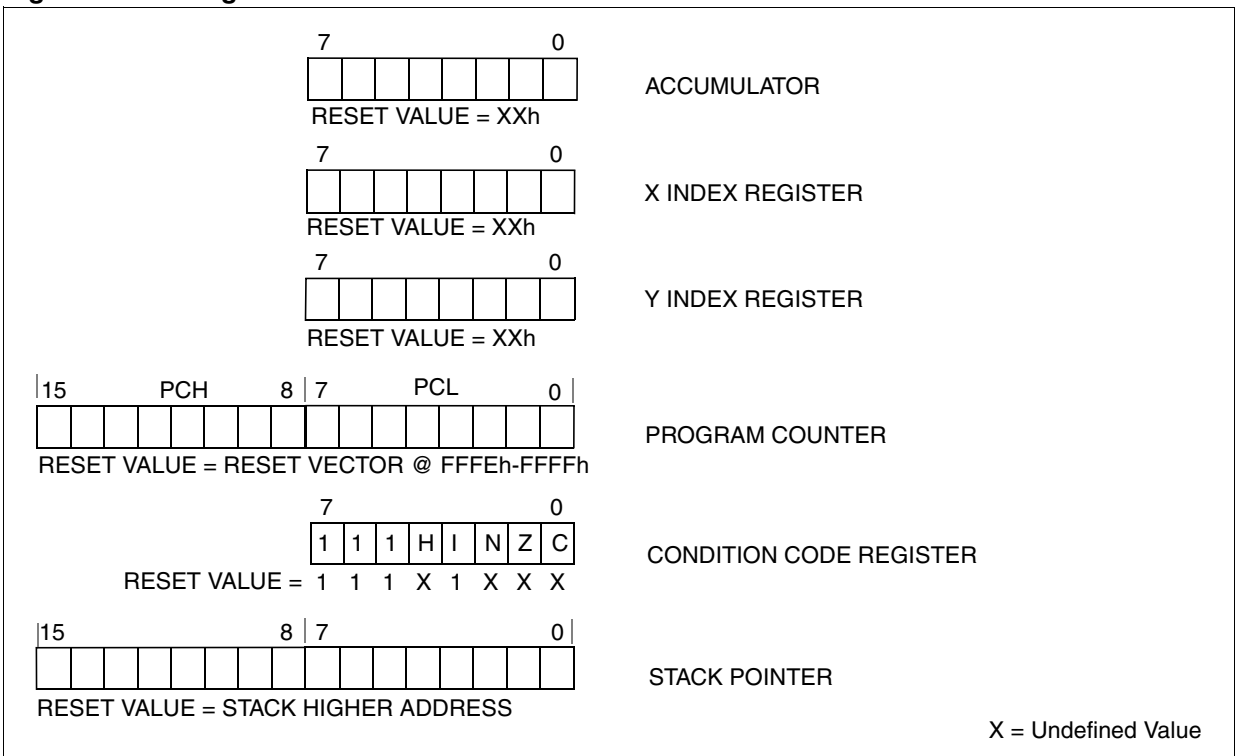 7 0
ACCUMULATOR
RESET VALUE = XXh
7 0
X INDEX REGISTER
RESET VALUE = XXh
7 0
Y INDEX REGISTER
RESET VALUE = XXh
15 PCH 8 7 PCL 0
PROGRAM COUNTER
RESET VALUE = RESET VECTOR @ FFFEh-FFFFh
7 0
1 1 1 H I N Z C
CONDITION CODE REGISTER
RESET VALUE = 1 1 1 X 1 X X X
15 8 7 0
STACK POINTER
RESET VALUE = STACK HIGHER ADDRESS
X = Undefined Value